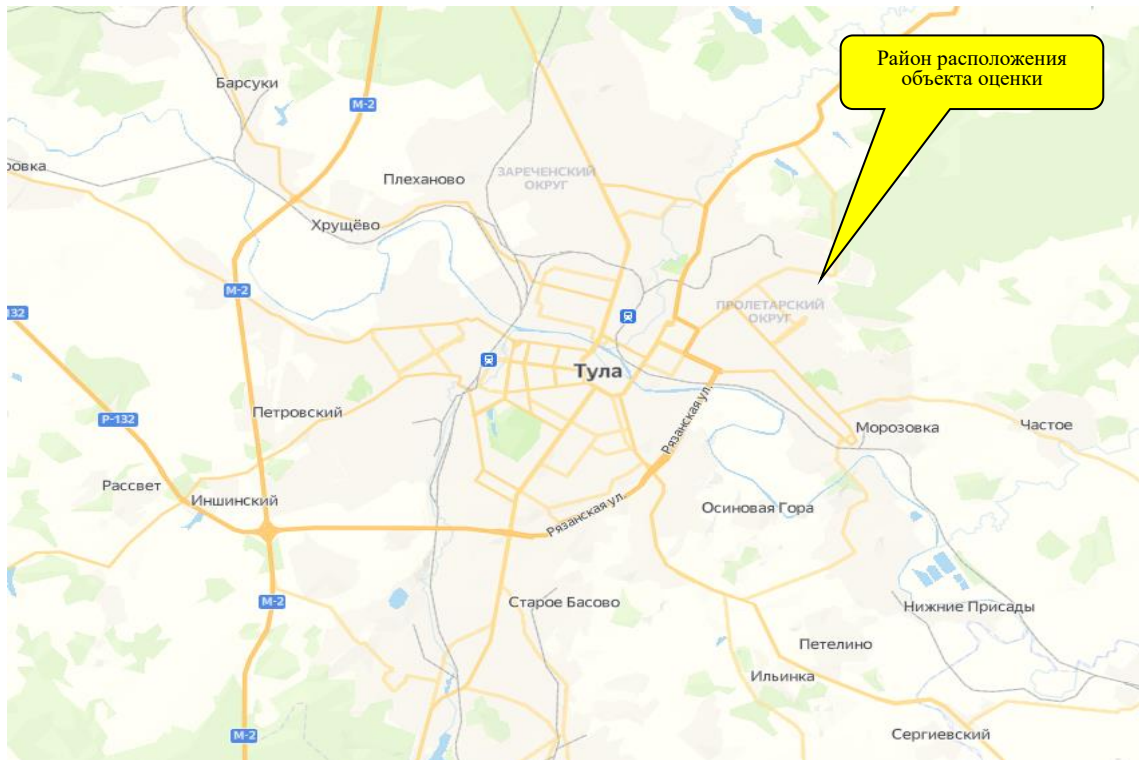 Район расположения
объекта оценки
Барсуки
М-2
ровка
Плеханово
ЗАРЕЧЕНСКИЙ
ОКРУГ
Хрущёво
М-2
132
ПРОЛЕТАРСКИЙ
ОКРУГ
Тула
Р-132
Петровский
Рязанская ул.
Морозовка
Частое
Рассвет
Иншинский
Осиновая Гора
Рязанская ул.
М-2
Старое Басово
Нижние Присады
Петелино
Ильинка
М-2
Сергиевский